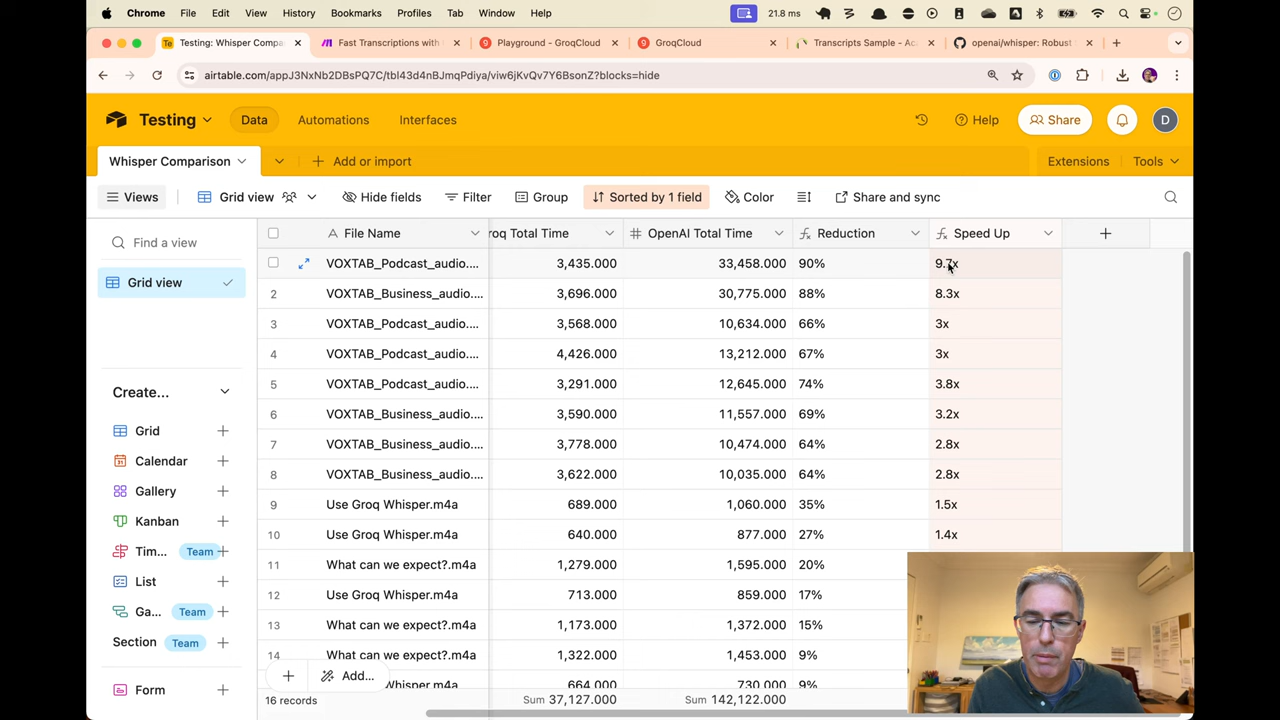 Chrome File Edit View History Bookmarks Profiles Tab Window Help 21.8 ms
Testing: Whisper Compa Fast Transcriptions with Playground - GroqCloud GroqCloud Transcripts Sample - Ac openai/whisper: Robust
airtable.com/appJ3NxNb2DBsPQ7C/tbl43d4nBJmqPdiya/viw6jKvQv7Y6BsonZ?blocks=hide
Testing Data Automations Interfaces Help Share D
Whisper Comparison Add or import Extensions Tools
Views Grid view Hide fields Filter Group Sorted by 1 field Color Share and sync
Find a view
Grid view
Create...
Grid
Calendar
Gallery
Kanban
Tim... Team
List
Ga... Team
Section Team
Form
File Name roq Total Time OpenAI Total Time Reduction Speed Up
VOXTAB_Podcast_audio.... 3,435.000 33,458.000 90% 9.7x
2 VOXTAB_Business_audio.... 3,696.000 30,775.000 88% 8.3x
3 VOXTAB_Podcast_audio.... 3,568.000 10,634.000 66% 3x
4 VOXTAB_Podcast_audio.... 4,426.000 13,212.000 67% 3x
5 VOXTAB_Podcast_audio.... 3,291.000 12,645.000 74% 3.8x
6 VOXTAB_Business_audio.... 3,590.000 11,557.000 69% 3.2x
7 VOXTAB_Business_audio.... 3,778.000 10,474.000 64% 2.8x
8 VOXTAB_Business_audio.... 3,622.000 10,035.000 64% 2.8x
9 Use Groq Whisper.m4a 689.000 1,060.000 35% 1.5x
10 Use Groq Whisper.m4a 640.000 877.000 27% 1.4x
11 What can we expect?.m4a 1,279.000 1,595.000 20%
12 Use Groq Whisper.m4a 713.000 859.000 17%
13 What can we expect?.m4a 1,173.000 1,372.000 15%
14 What can we expect?.m4a 1,322.000 1,453.000 9%
Whisper.m4a 664.000 730.000 9%
Add...
16 records Sum 37,127.000 Sum 142,122.000